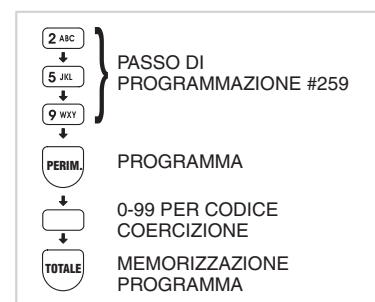 2 ABC
5 JKL
9 WXY
PASSO DI
PROGRAMMAZIONE #259
PERIM.
PROGRAMMA
0-99 PER CODICE
COERCIZIONE
TOTALE
MEMORIZZAZIONE
PROGRAMMA